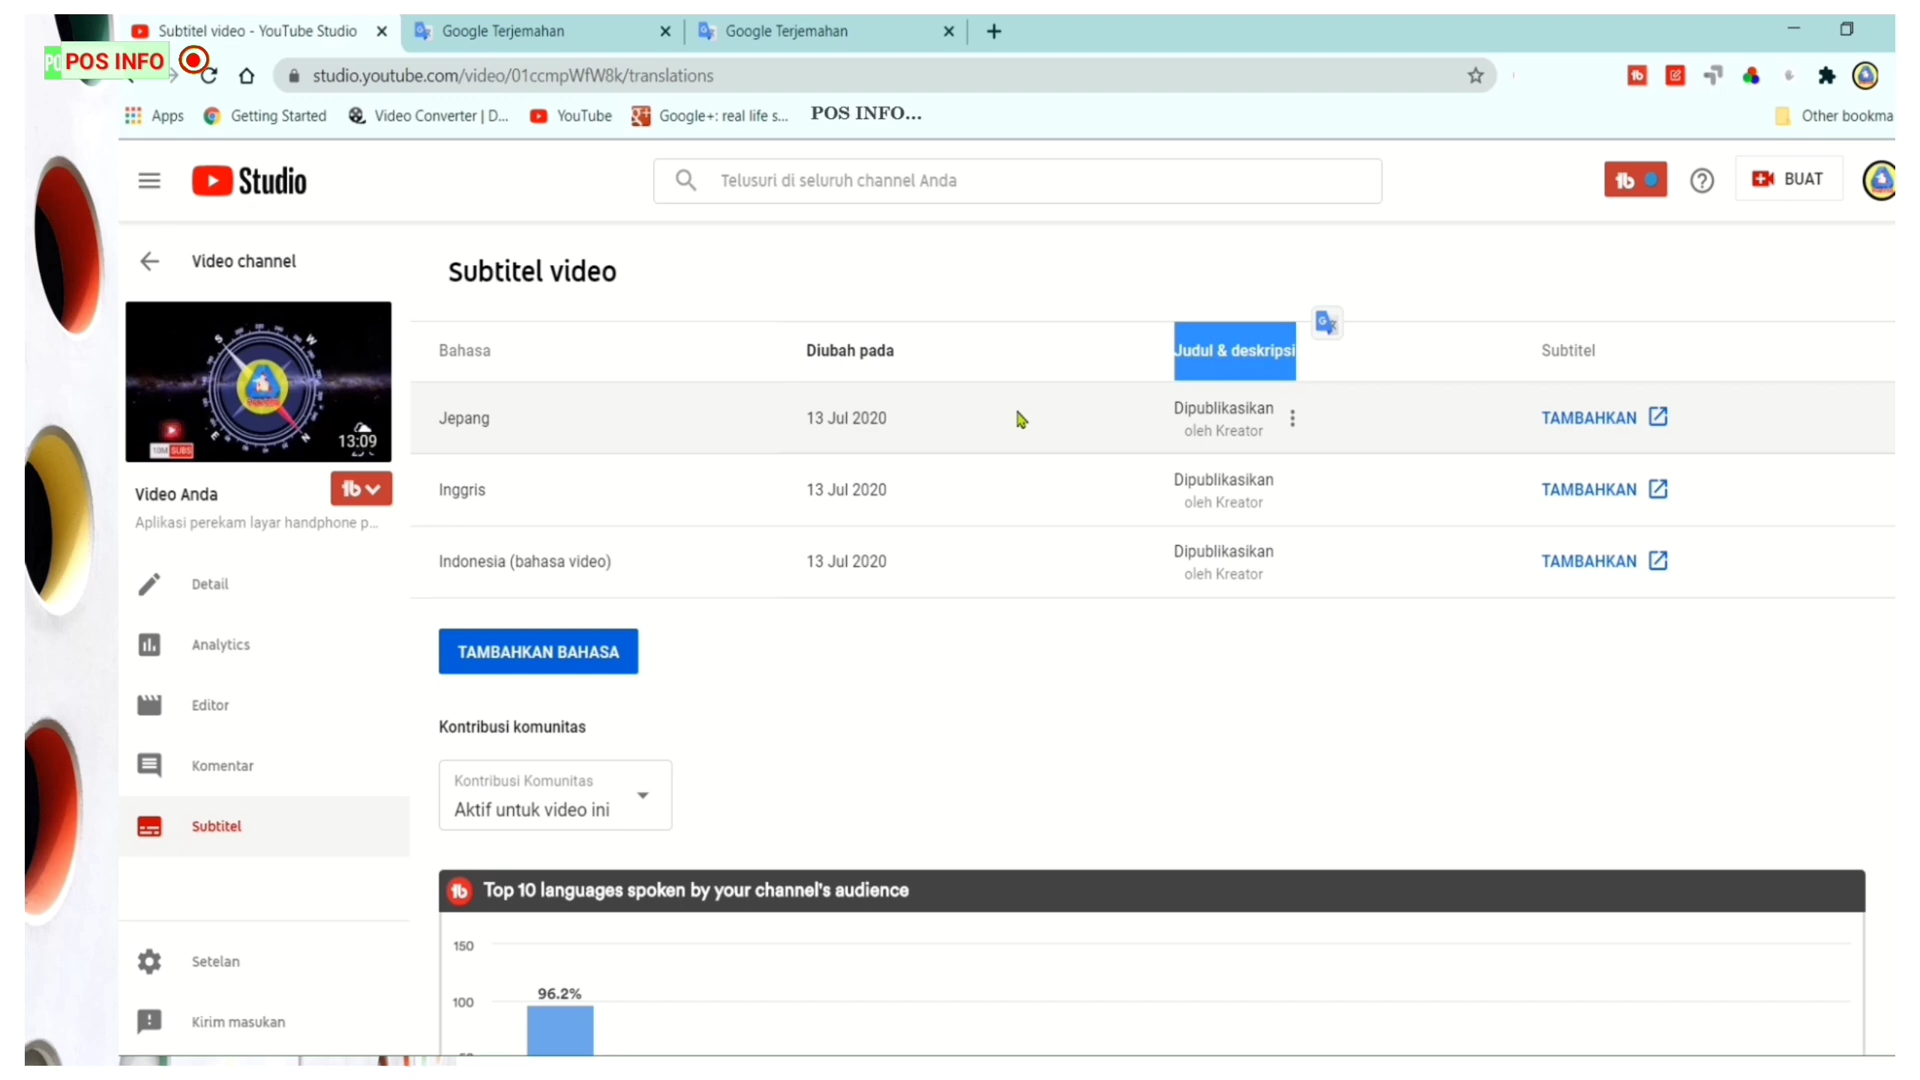 Subtitel video - YouTube Studio
Google Terjemahan
Google Terjemahan
POS INFO
studio.youtube.com/video/01ccmpWfW8k/translations
Apps
Getting Started
Video Converter | D...
YouTube
Google+: real life s...
POS INFO...
Other bookma
Studio
Telusuri di seluruh channel Anda
BUAT
Video channel
Subtitel video
Bahasa
Diubah pada
Judul & deskripsi
Subtitel
Jepang
13 Jul 2020
Dipublikasikan
oleh Kreator
TAMBAHKAN
Inggris
13 Jul 2020
Dipublikasikan
oleh Kreator
TAMBAHKAN
Indonesia (bahasa video)
13 Jul 2020
Dipublikasikan
oleh Kreator
TAMBAHKAN
S
W
E
N
10M SUBS
13:09
Video Anda
Aplikasi perekam layar handphone p...
Detail
Analytics
Editor
Komentar
Subtitel
Setelan
Kirim masukan
TAMBAHKAN BAHASA
Kontribusi komunitas
Kontribusi Komunitas
Aktif untuk video ini
Top 10 languages spoken by your channel's audience
150
100
96.2%